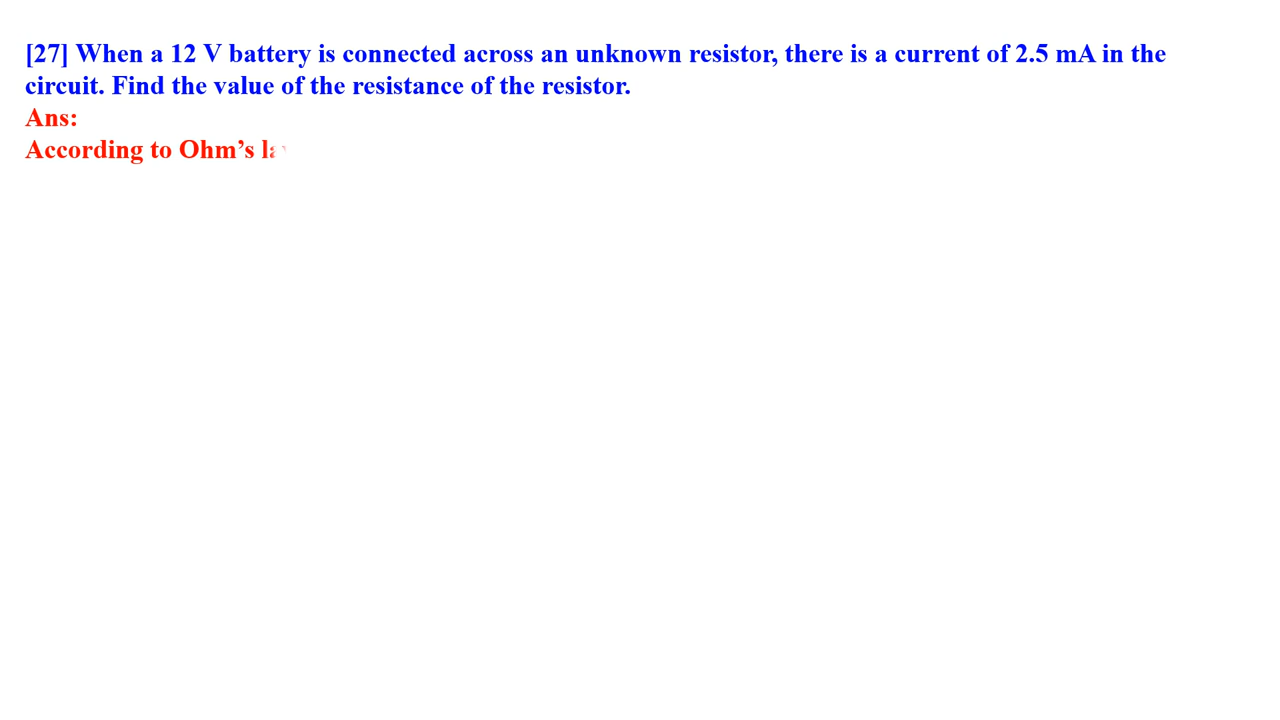 [27] When a 12 V battery is connected across an unknown resistor, there is a current of 2.5 mA in the
circuit. Find the value of the resistance of the resistor.
Ans:
According to Ohm’s